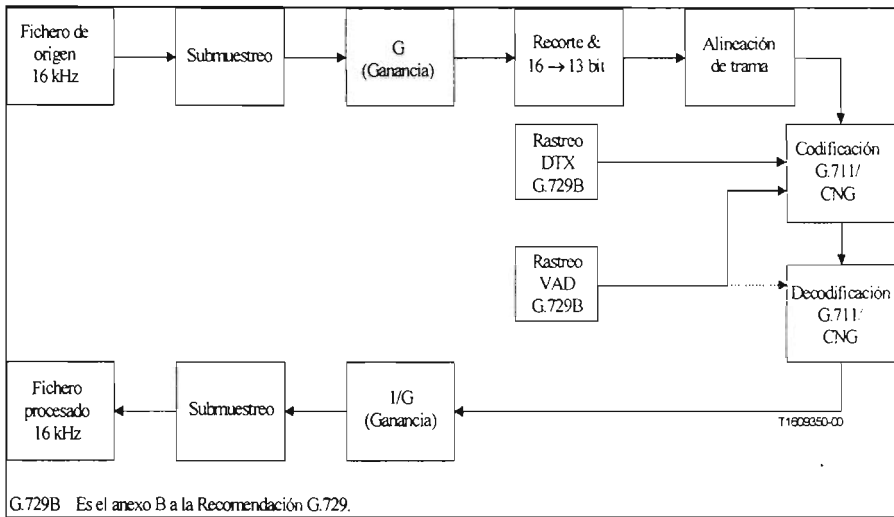 Fichero de
origen
16 kHz
Submuestreo
G
(Ganancia)
Recorte &
16 → 13 bit
Alineación
de trama
Rastreo
DTX
G.729B
Codificación
G.711/
CNG
Rastreo
VAD
G.729B
Decodificación
G.711/
CNG
Fichero
procesado
16 kHz
Submuestreo
1/G
(Ganancia)
T1609350-00
G.729B Es el anexo B a la Recomendación G.729.